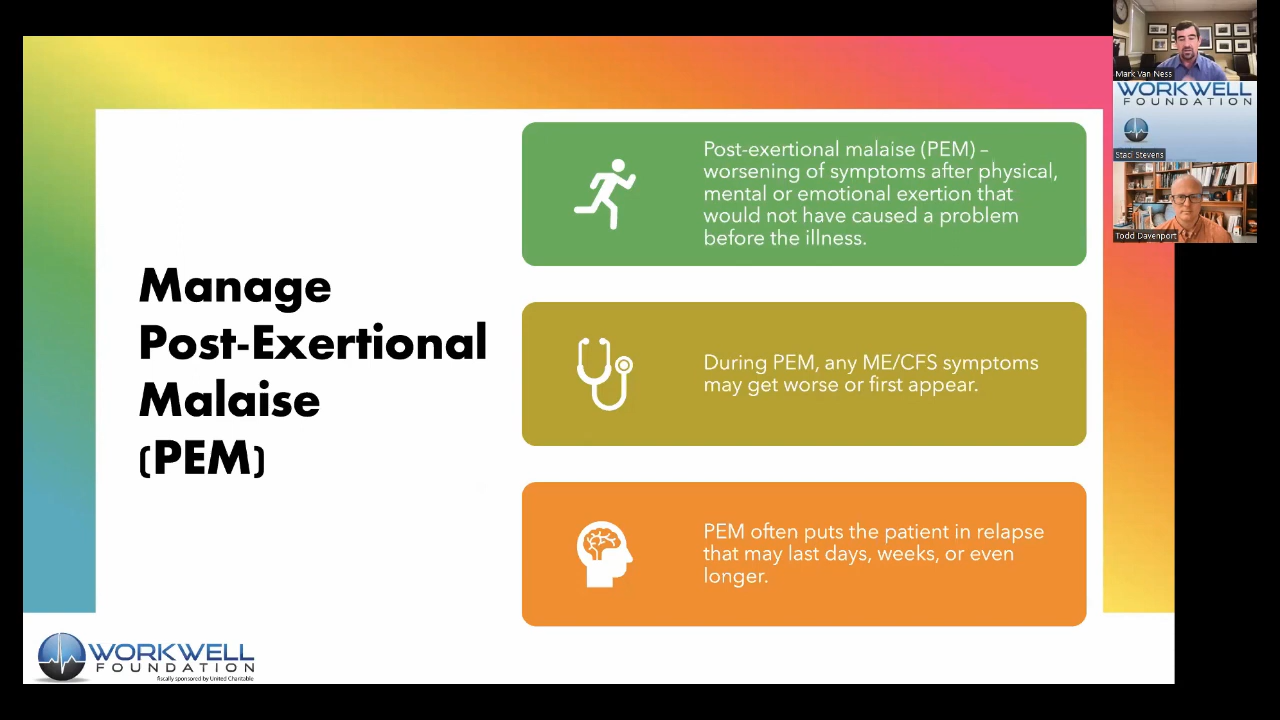 Manage
Post-Exertional
Malaise
(PEM)
Post-exertional malaise (PEM) –
worsening of symptoms after physical,
mental or emotional exertion that
would not have caused a problem
before the illness.
During PEM, any ME/CFS symptoms
may get worse or first appear.
PEM often puts the patient in relapse
that may last days, weeks, or even
longer.
WORKWELL
FOUNDATION
fiscally sponsored by United Charitable
Mark Van Ness
WORKWELL
FOUNDATION
Staci Stevens
Todd Davenport